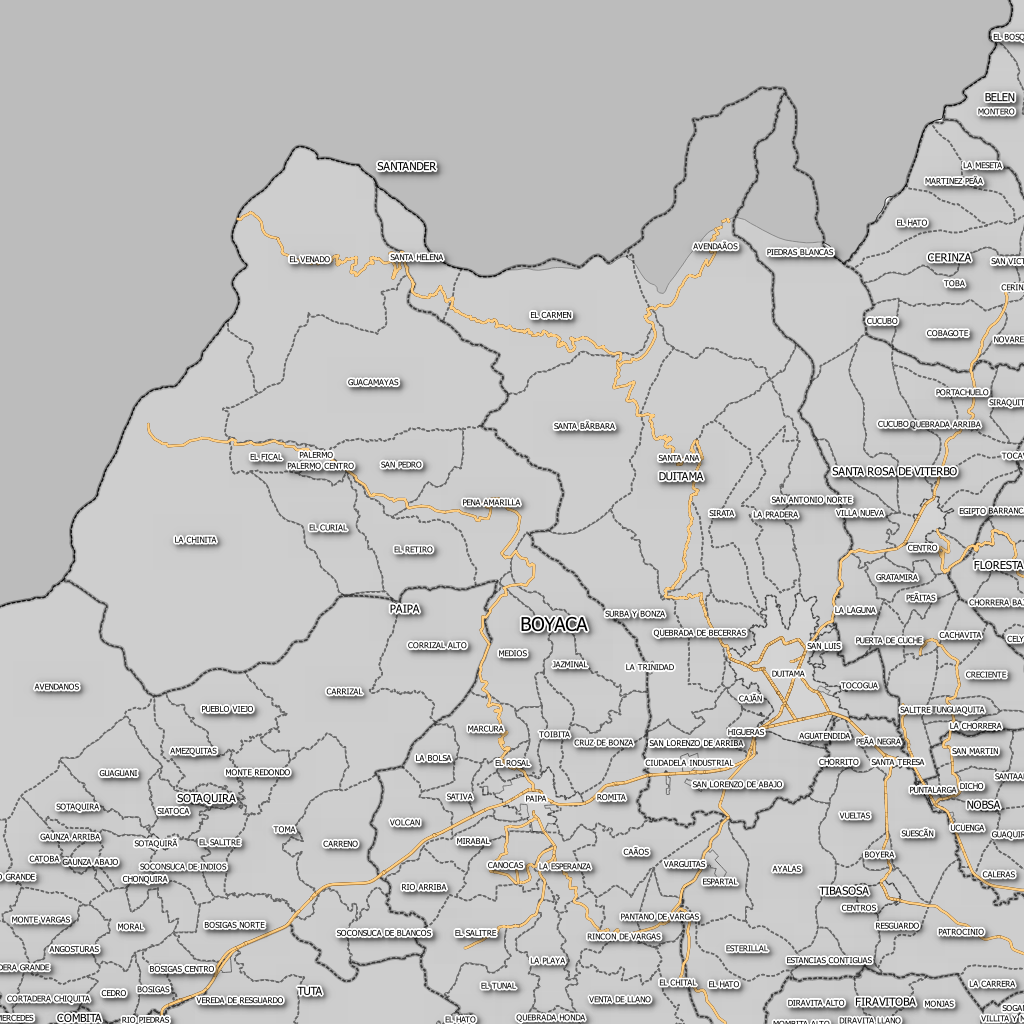 EL BOSQ
BELEN
MONTERO
SANTANDER
LA MESETA
MARTINEZ PEÃA
EL HATO
AVENDAÃOS
PIEDRAS BLANCAS
SANTA HELENA
EL VENADO
CERINZA
SAN VICT
TOBA
CERIN
EL CARMEN
CUCUBO
COBAGOTE
NOVARE
GUACAMAYAS
PORTACHUELO
SIRAQUIT
SANTA BÃRBARA
CUCUBO
QUEBRADA ARRIBA
EL FICAL
PALERMO
PALERMO CENTRO
SAN PEDRO
SANTA ANA
DUITAMA
SANTA ROSA DE VITERBO
TOCAV
PENA AMARILLA
SAN ANTONIO NORTE
SIRATA
LA PRADERA
VILLA NUEVA
EGIPTO BARRANC
EL CURIAL
LA CHINITA
EL RETIRO
CENTRO
FLORESTA
GRATAMIRA
PEÃITAS
CHORRERA BAJ
PAIPA
SURBA Y BONZA
LA LAGUNA
BOYACA
QUEBRADA DE BECERRAS
CACHAVITA
CELY
PUERTA DE CUCHE
CORRIZAL ALTO
MEDIOS
SAN LUIS
JAZMINAL
LA TRINIDAD
DUITAMA
CRECIENTE
AVENDANOS
CARRIZAL
TOCOGUA
CAJÃN
PUEBLO VIEJO
SALITRE TUNGUAQUITA
MARCURA
TOIBITA
HIGUERAS
AGUATENDIDA
LA CHORRERA
CRUZ DE BONZA
SAN LORENZO DE ARRIBA
PEÃA NEGRA
AMEZQUITAS
SAN MARTIN
LA BOLSA
EL ROSAL
CIUDADELA INDUSTRIAL
CHORRITO
SANTA TERESA
GUAGUANI
MONTE REDONDO
SANTAA
SAN LORENZO DE ABAJO
DICHO
PUNTALARGA
SOTAQUIRA
SATIVA
PAIPA
ROMITA
SOTAQUIRA
NOBSA
SIATOCA
VUELTAS
VOLCAN
TOMA
UCUENGA
GAUNZA ARRIBA
SOTAQUIRÃ
EL SALITRE
CARRENO
MIRABAL
SUESCÃN
GUAQUIR
CAÃOS
BOYERA
CATOBA
GAUNZA ABAJO
SOCONSUCA DE INDIOS
CANOCAS
LA ESPERANZA
VARGUITAS
AYALAS
CALERAS
O GRANDE
CHONQUIRA
RIO ARRIBA
ESPARTAL
TIBASOSA
CENTROS
MONTE VARGAS
MORAL
BOSIGAS NORTE
PANTANO DE VARGAS
RESGUARDO
PATROCINIO
SOCONSUCA DE BLANCOS
EL SALITRE
RINCON DE VARGAS
ANGOSTURAS
ESTERILLAL
LA PLAYA
ESTANCIAS CONTIGUAS
DERA GRANDE
BOSIGAS CENTRO
EL TUNAL
EL CHITAL
EL HATO
LA CARRERA
CEDRO
BOSIGAS
TUTA
CORTADERA CHIQUITA
VEREDA DE RESGUARDO
VENTA DE LLANO
DIRAVITA ALTO
FIRAVITOBA
MONJAS
SOGAM
MERCEDES
COMBITA
RIO PIEDRAS
EL HATO
QUEBRADA HONDA
MOMBITA ALTO
DIRAVITA LLANO
VILLITA Y M